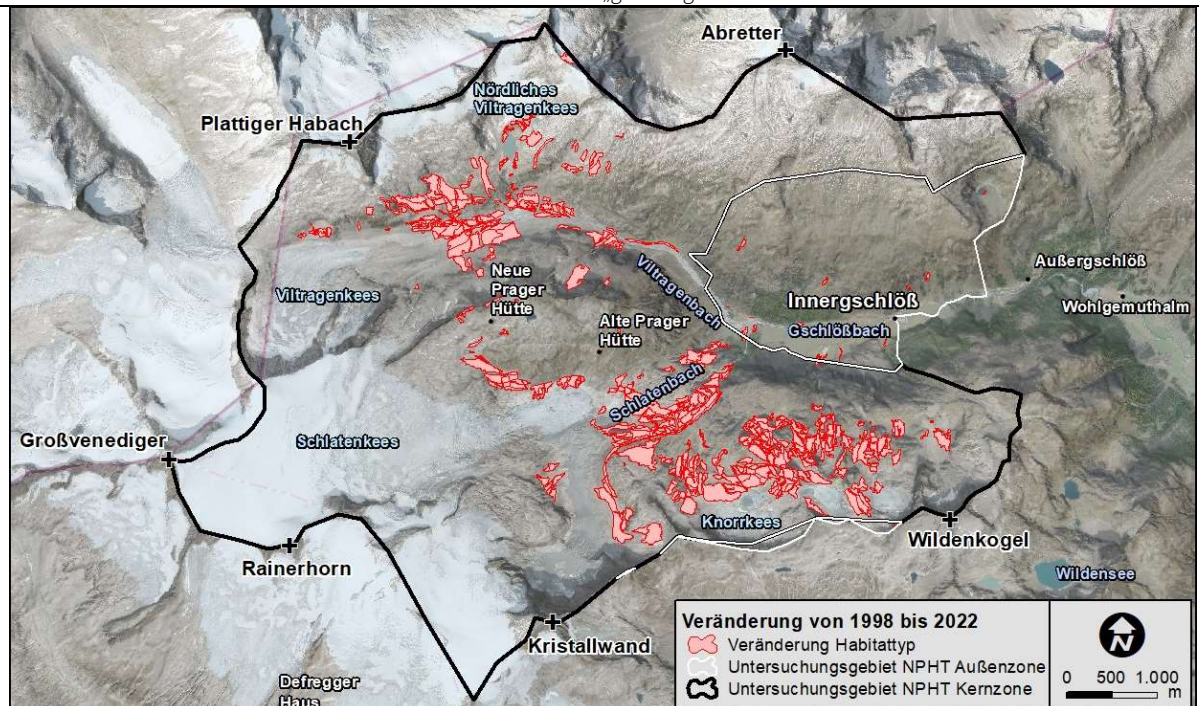 Abretter
Nördliches
Viltragenkees
Plattiger Habach
Außergschlöß
Neue
Prager
Hütte
Viltragenbach
Viltragenkees
Innergschlöß
Wohlgemuthalm
Alte Prager
Hütte
Gschlößbach
Schlatenbach
Großvenediger
Schlatenkees
Knorrkees
Wildenkogel
Rainerhorn
Wildensee
Kristallwand
Defregger
Haus
Veränderung von 1998 bis 2022
Veränderung Habitattyp
Untersuchungsgebiet NPHT Außenzone
Untersuchungsgebiet NPHT Kernzone
N
0 500 1.000
m